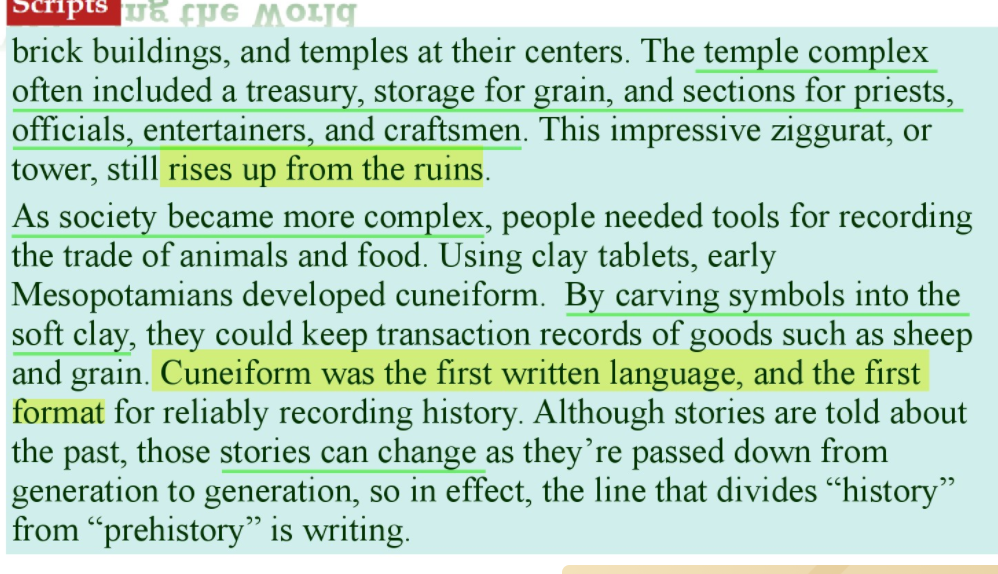 Scripts
ng the World
brick buildings, and temples at their centers. The temple complex
often included a treasury, storage for grain, and sections for priests,
officials, entertainers, and craftsmen. This impressive ziggurat, or
tower, still rises up from the ruins.
As society became more complex, people needed tools for recording
the trade of animals and food. Using clay tablets, early
Mesopotamians developed cuneiform. By carving symbols into the
soft clay, they could keep transaction records of goods such as sheep
and grain. Cuneiform was the first written language, and the first
format for reliably recording history. Although stories are told about
the past, those stories can change as they’re passed down from
generation to generation, so in effect, the line that divides “history”
from “prehistory” is writing.